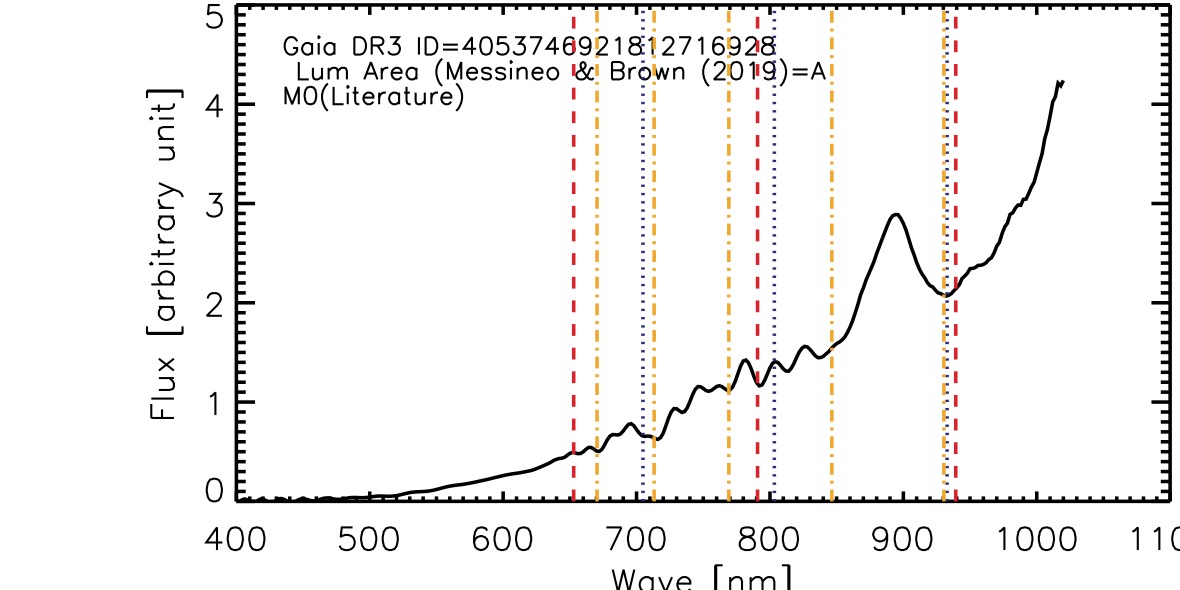 5
Gaia DR3 ID=4053746921812716928
Lum Area (Messineo & Brown (2019)=A
M0(Literature)
4
3
2
1
0
Flux [arbitrary unit]
400 500 600 700 800 900 1000 110
Wave [nm]